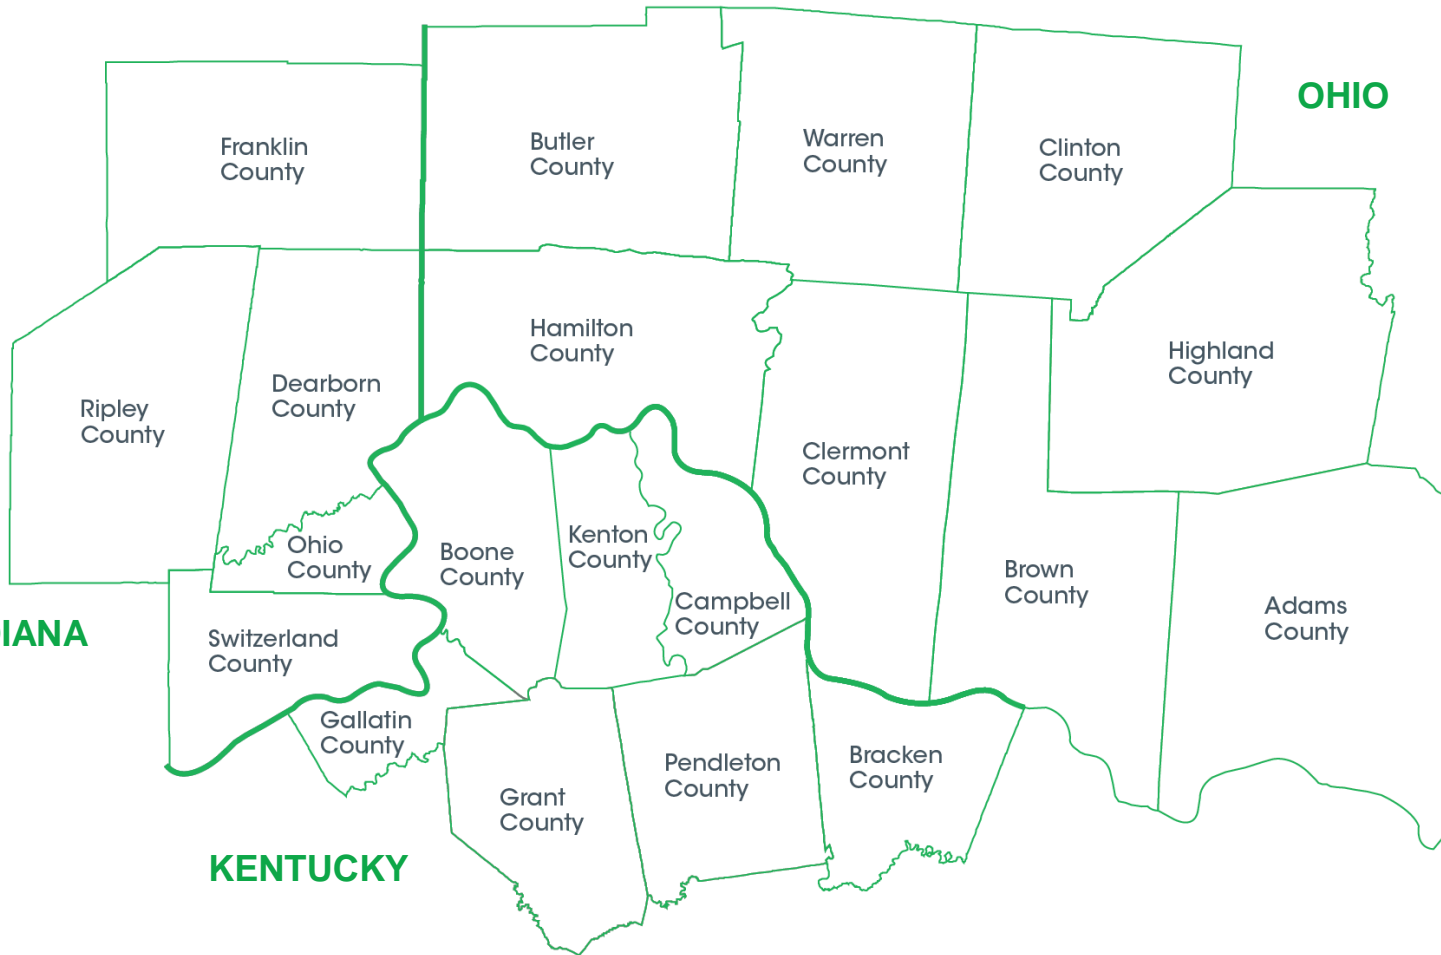 OHIO
Franklin
County
Butler
County
Warren
County
Clinton
County
Hamilton
County
Highland
County
Dearborn
County
Ripley
County
Clermont
County
Ohio
County
Boone
County
Kenton
County
Brown
County
Campbell
County
Adams
County
IANA
Switzerland
County
Gallatin
County
Pendleton
County
Bracken
County
Grant
County
KENTUCKY